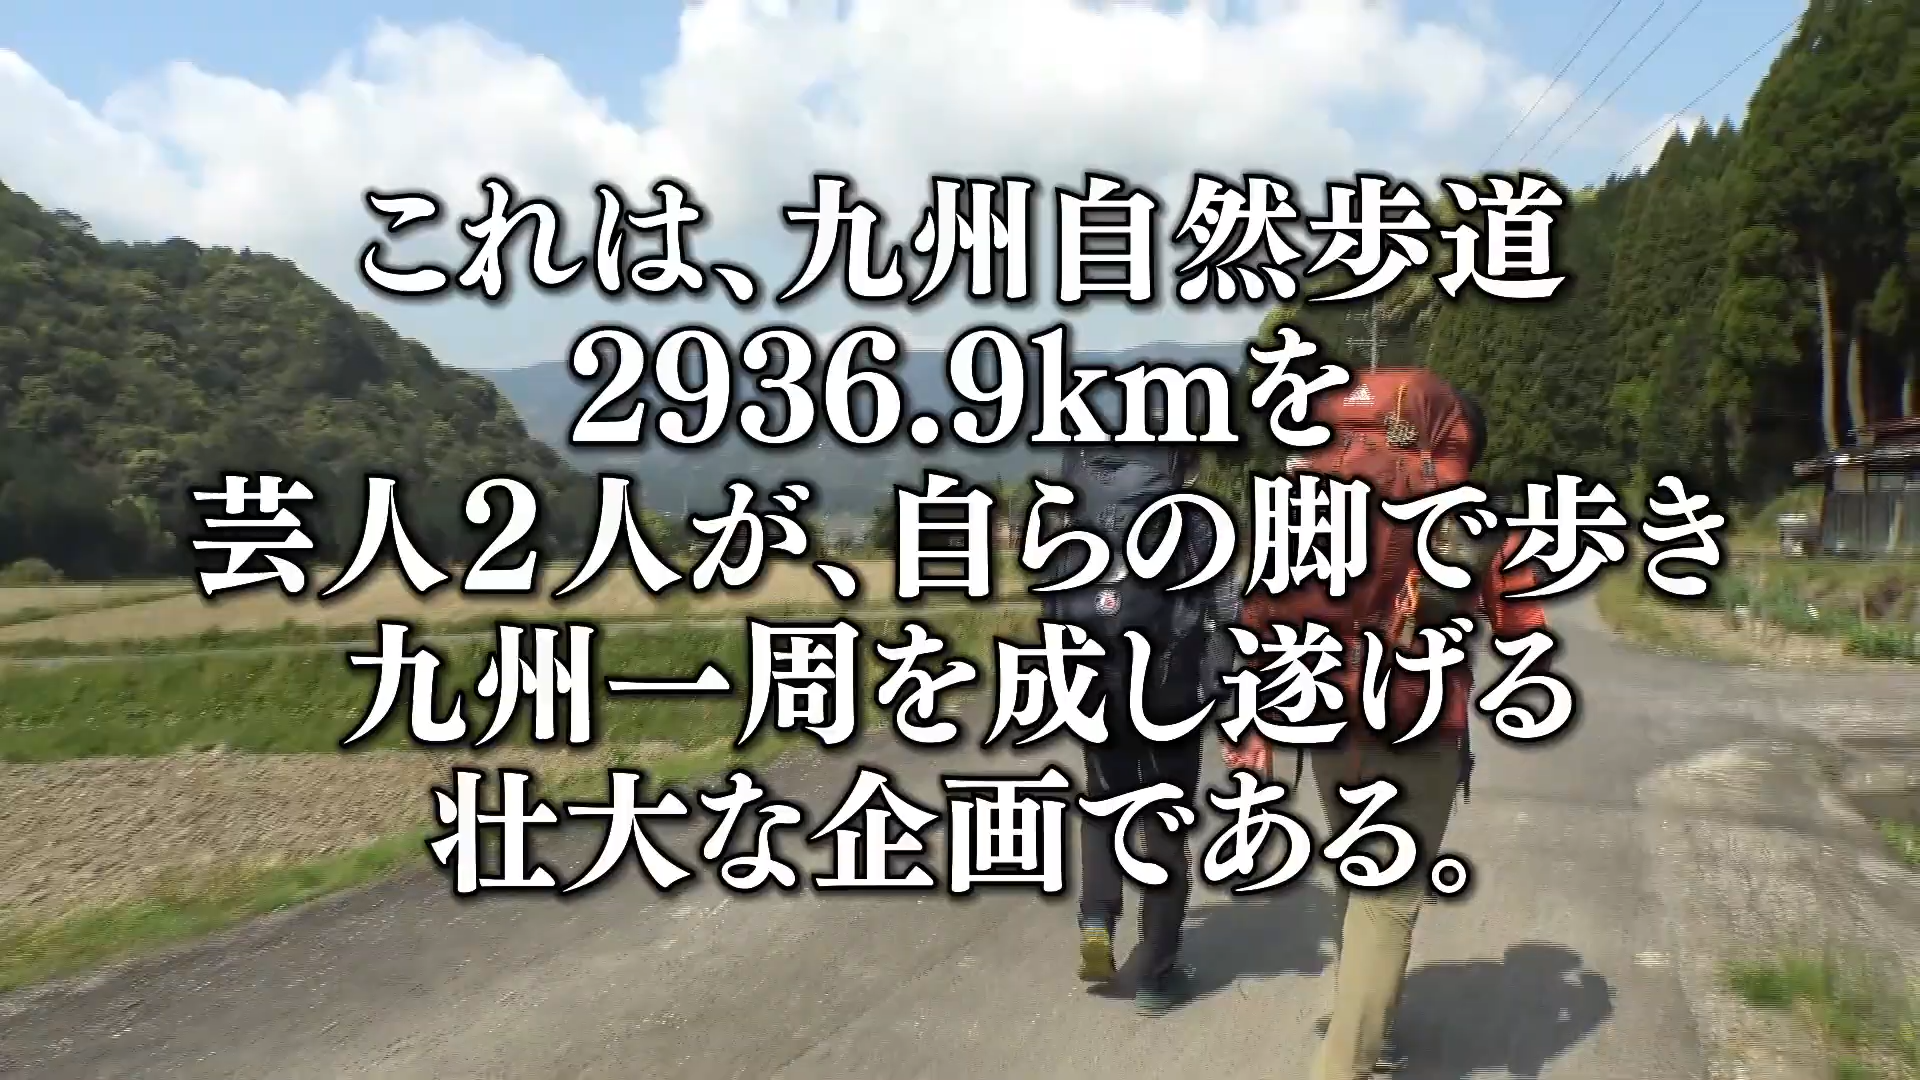 これは、九州自然歩道
2936.9kmを
芸人２人が、自らの脚で歩き
九州一周を成し遂げる
壮大な企画である。